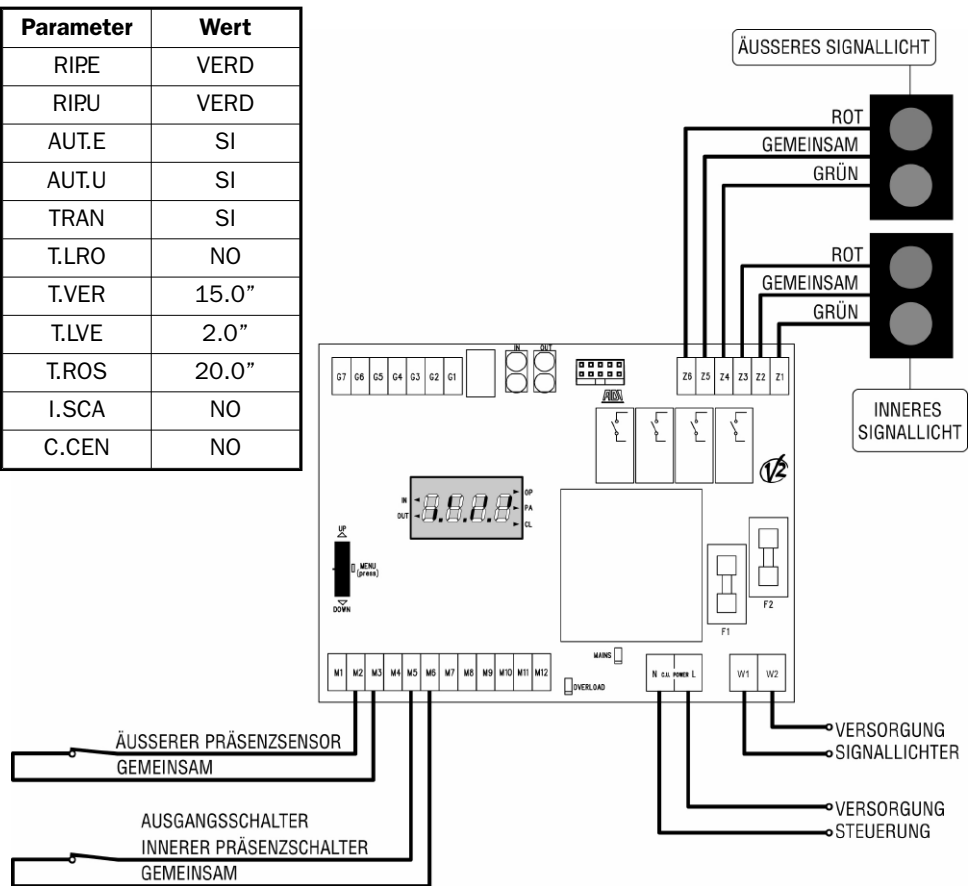 Parameter Wert
RIP.E VERD
RIP.U VERD
AUT.E SI
AUT.U SI
TRAN SI
T.LRO NO
T.VER 15.0”
T.LVE 2.0”
T.ROS 20.0”
I.SCA NO
C.CEN NO
ÄUSSERES SIGNALLICHT
ROT
GEMEINSAM
GRÜN
ROT
GEMEINSAM
GRÜN
INNERES
SIGNALLICHT
IN OUT
G7 G6 G5 G4 G3 G2 G1
Z6 Z5 Z4 Z3 Z2 Z1
V2
IN
OUT
OP
PA
CL
UP
MENU
(press)
DOWN
F1
F2
MAINS
OVERLOAD
M1 M2 M3 M4 M5 M6 M7 M8 M9 M10 M11 M12
N C.U. POWER L
W1 W2
ÄUSSERER PRÄSENZSENSOR
GEMEINSAM
AUSGANGSSCHALTER
INNERER PRÄSENZSCHALTER
GEMEINSAM
VERSORGUNG
SIGNALLICHTER
VERSORGUNG
STEUERUNG